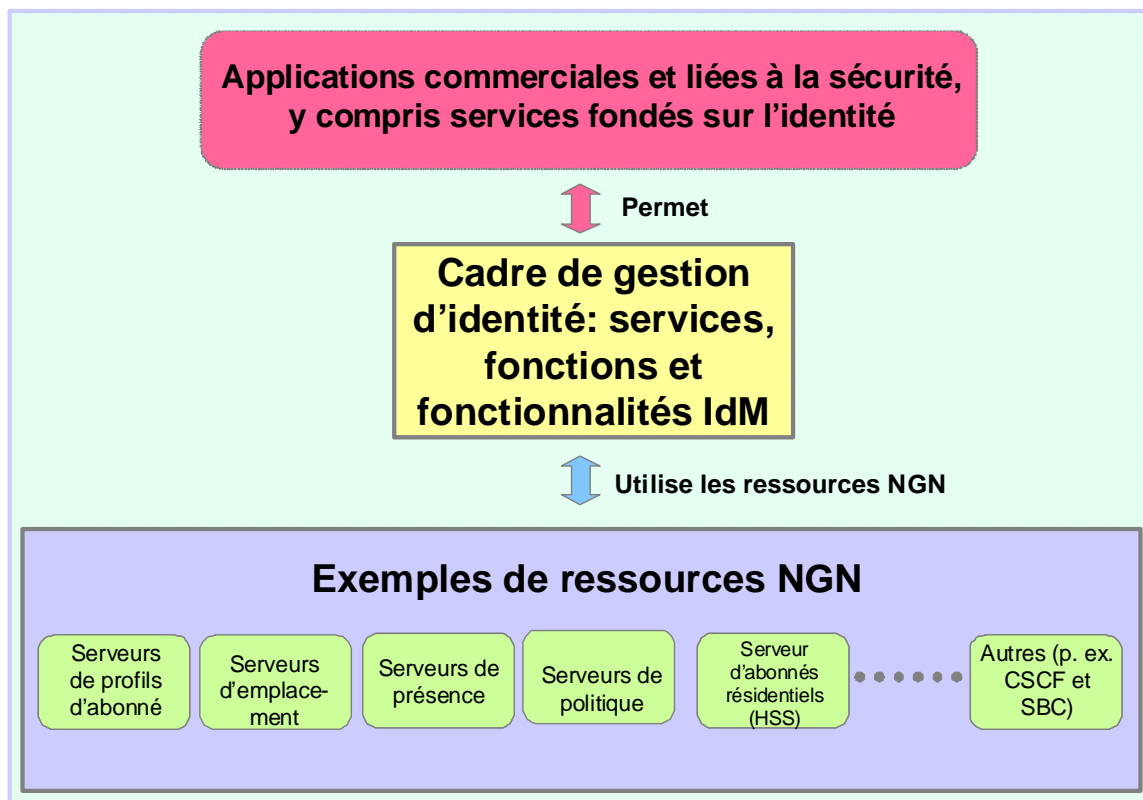 Applications commerciales et liées à la sécurité,
y compris services fondés sur l’identité
Permet
Cadre de gestion
d’identité: services,
fonctions et
fonctionnalités IdM
Utilise les ressources NGN
Exemples de ressources NGN
Serveurs
de profils
d’abonné
Serveurs
d’emplace-
ment
Serveurs de
présence
Serveurs de
politique
Serveur
d’abonnés
résidentiels
(HSS)
Autres (p. ex.
CSCF et
SBC)